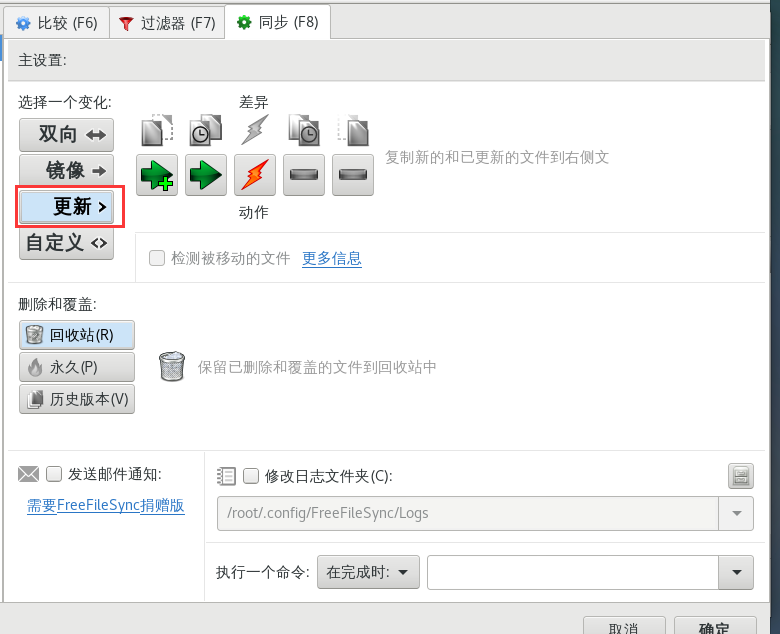 比较 (F6) 过滤器 (F7) 同步 (F8)
主设置:
选择一个变化: 差异
双向
镜像
更新
自定义
复制新的和已更新的文件到右侧文
动作
检测被移动的文件 更多信息
删除和覆盖:
回收站(R)
永久(P)
历史版本(V)
保留已删除和覆盖的文件到回收站中
发送邮件通知:
需要FreeFileSync捐赠版
修改日志文件夹(C):
/root/.config/FreeFileSync/Logs
执行一个命令: 在完成时:
取消 确定